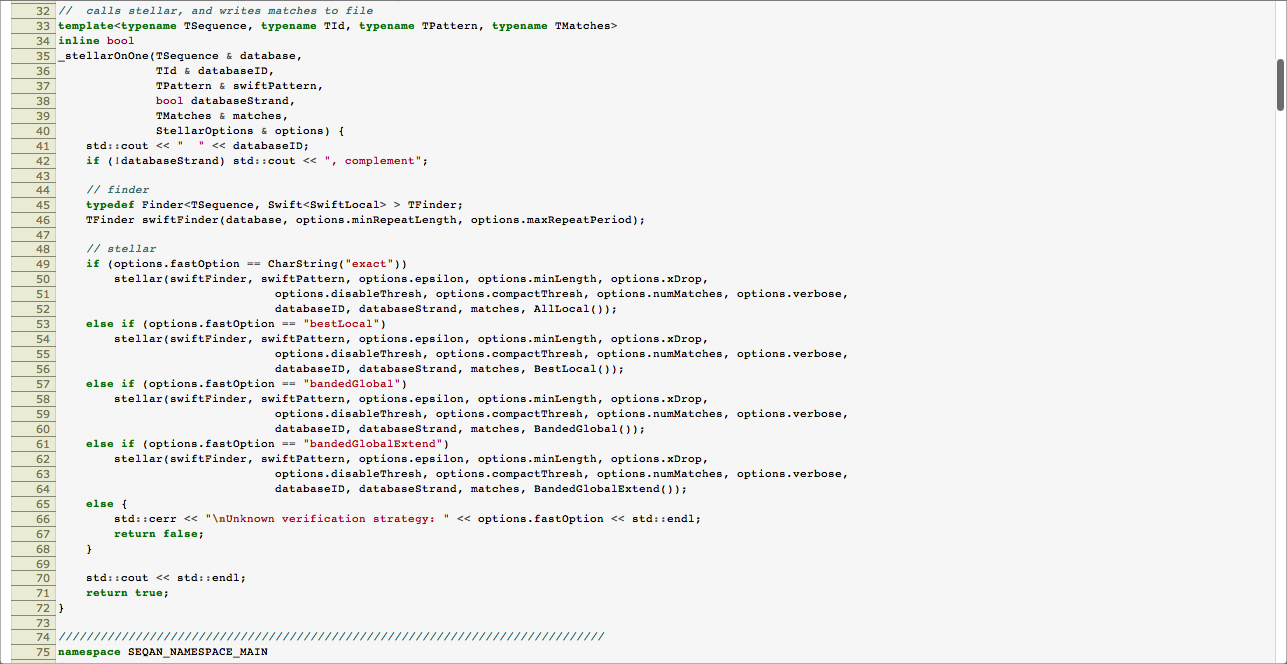 32 //  calls stellar, and writes matches to file
33 template<typename TSequence, typename TId, typename TPattern, typename TMatches>
34 inline bool
35 _stellarOnOne(TSequence & database,
36               TId & databaseID,
37               TPattern & swiftPattern,
38               bool databaseStrand,
39               TMatches & matches,
40               StellarOptions & options) {
41     std::cout << "  " << databaseID;
42     if (!databaseStrand) std::cout << ", complement";
43
44     // finder
45     typedef Finder<TSequence, Swift<SwiftLocal> > TFinder;
46     TFinder swiftFinder(database, options.minRepeatLength, options.maxRepeatPeriod);
47
48     // stellar
49     if (options.fastOption == CharString("exact"))
50         stellar(swiftFinder, swiftPattern, options.epsilon, options.minLength, options.xDrop,
51                                options.disableThresh, options.compactThresh, options.numMatches, options.verbose,
52                                databaseID, databaseStrand, matches, AllLocal());
53     else if (options.fastOption == "bestLocal")
54         stellar(swiftFinder, swiftPattern, options.epsilon, options.minLength, options.xDrop,
55                                options.disableThresh, options.compactThresh, options.numMatches, options.verbose,
56                                databaseID, databaseStrand, matches, BestLocal());
57     else if (options.fastOption == "bandedGlobal")
58         stellar(swiftFinder, swiftPattern, options.epsilon, options.minLength, options.xDrop,
59                                options.disableThresh, options.compactThresh, options.numMatches, options.verbose,
60                                databaseID, databaseStrand, matches, BandedGlobal());
61     else if (options.fastOption == "bandedGlobalExtend")
62         stellar(swiftFinder, swiftPattern, options.epsilon, options.minLength, options.xDrop,
63                                options.disableThresh, options.compactThresh, options.numMatches, options.verbose,
64                                databaseID, databaseStrand, matches, BandedGlobalExtend());
65     else {
66         std::cerr << "\nUnknown verification strategy: " << options.fastOption << std::endl;
67         return false;
68     }
69
70     std::cout << std::endl;
71     return true;
72 }
73
74 //////////////////////////////////////////////////////////////////////////////
75 namespace SEQAN_NAMESPACE_MAIN